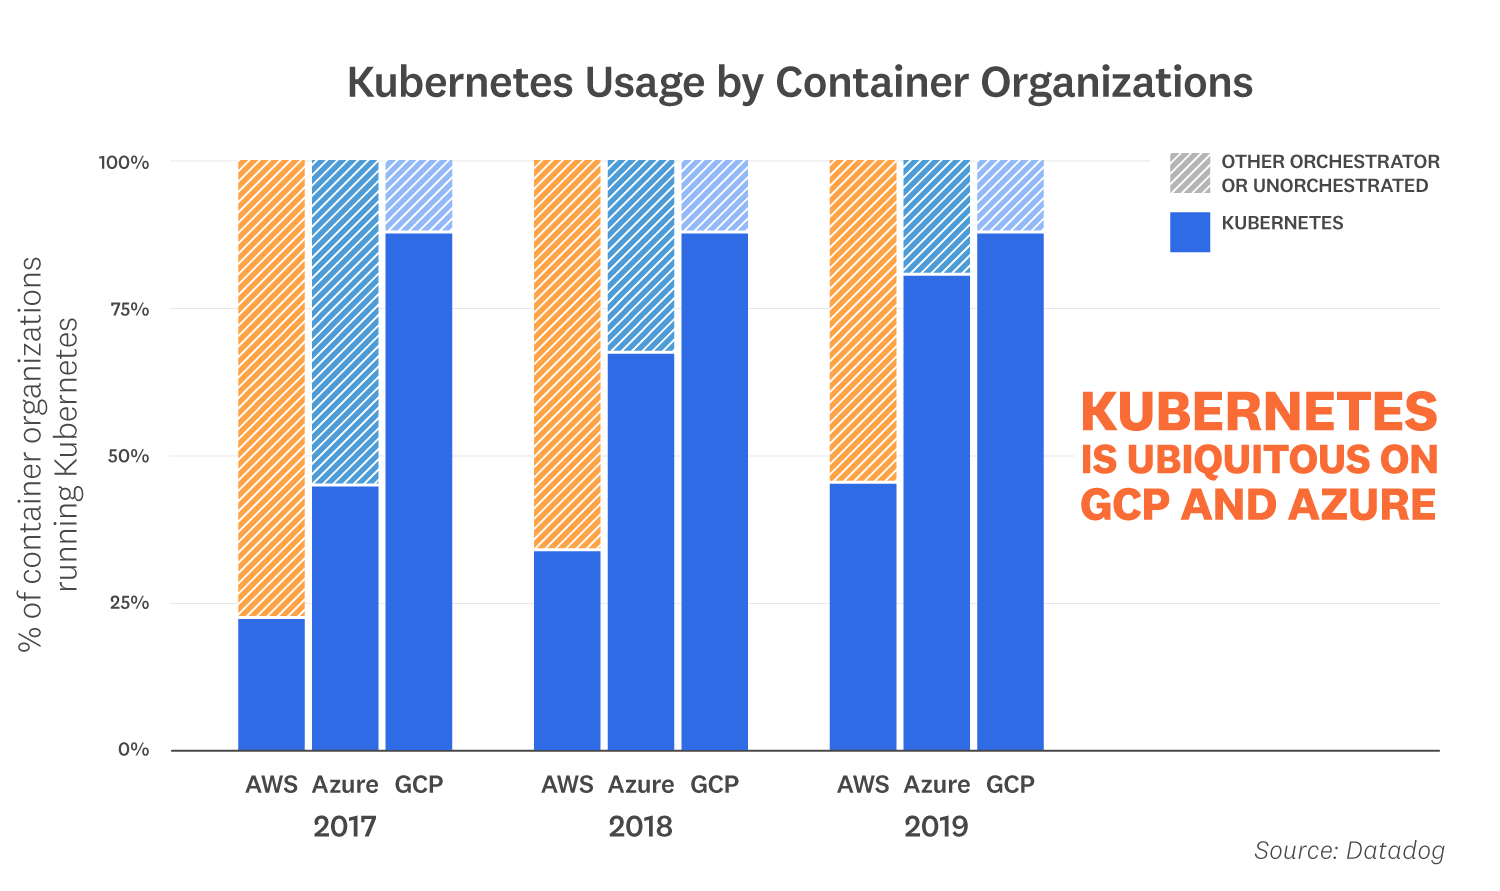 Kubernetes Usage by Container Organizations
% of container organizations
running Kubernetes
100%
75%
50%
25%
0%
OTHER ORCHESTRATOR
OR UNORCHESTRATED
KUBERNETES
KUBERNETES
IS UBIQUITOUS ON
GCP AND AZURE
AWS Azure GCP
2017
AWS Azure GCP
2018
AWS Azure GCP
2019
Source: Datadog